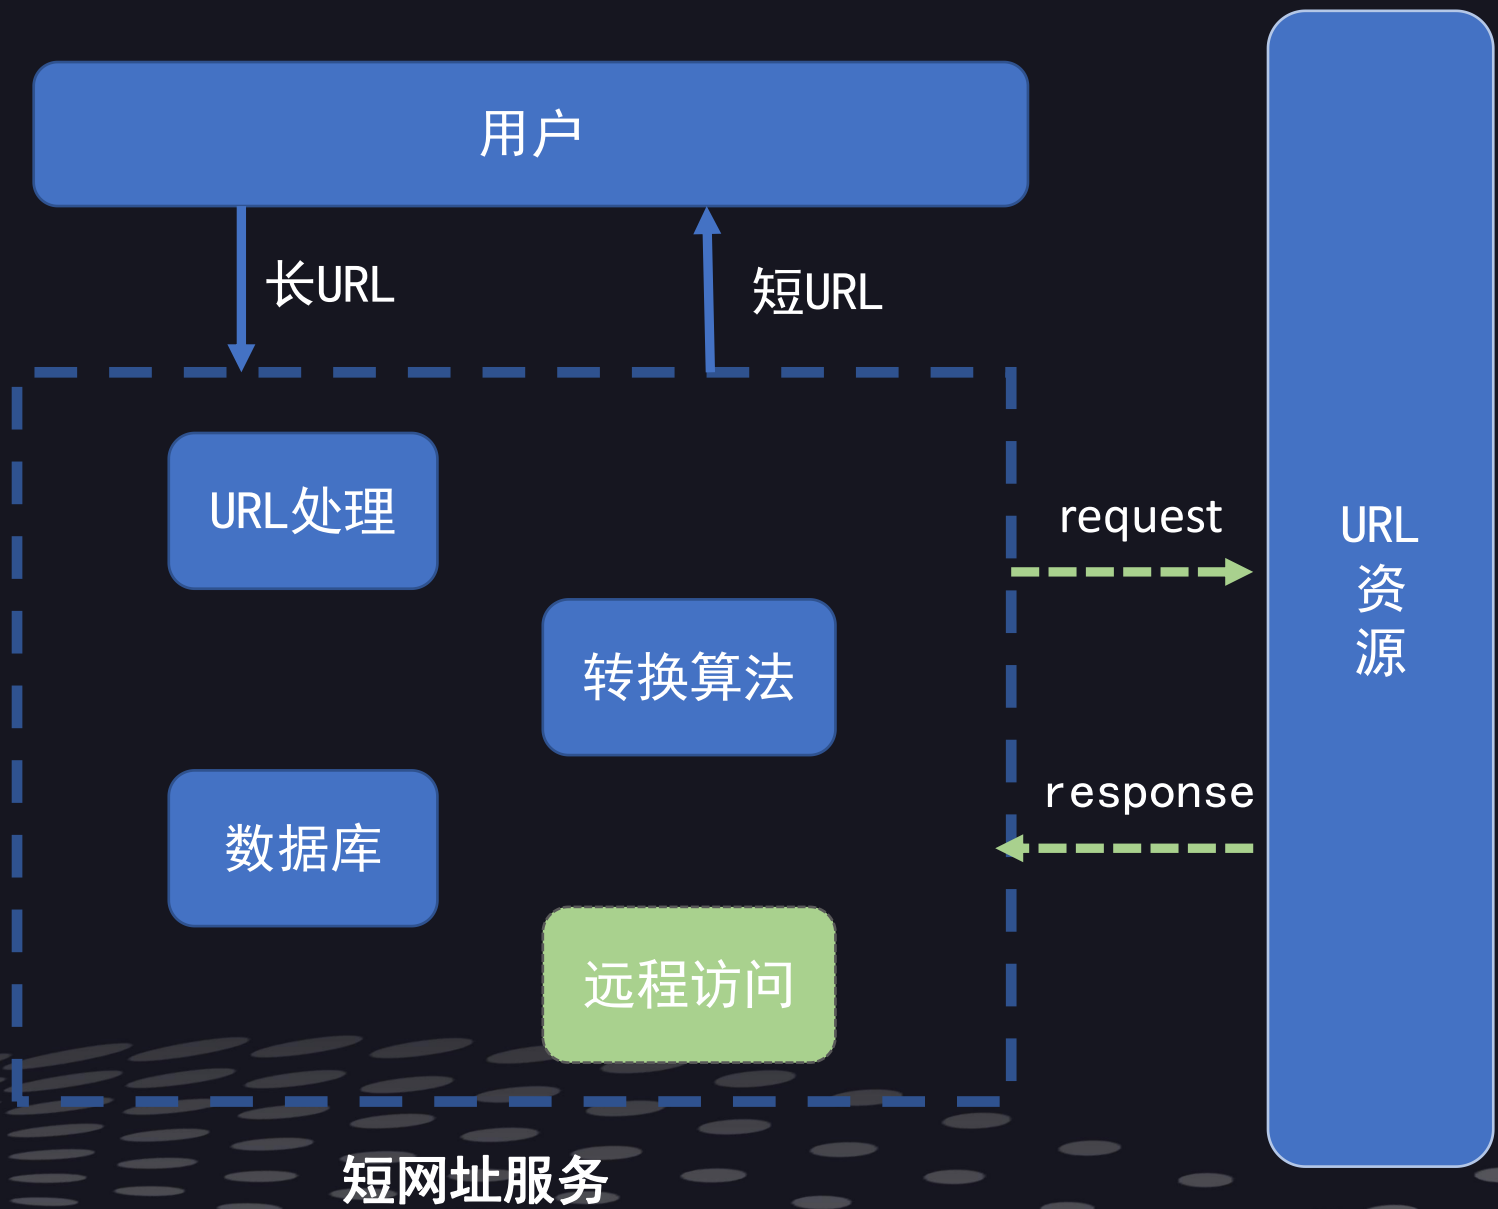 用户
长URL
短URL
URL处理
转换算法
数据库
远程访问
短网址服务
request
response
URL
资
源